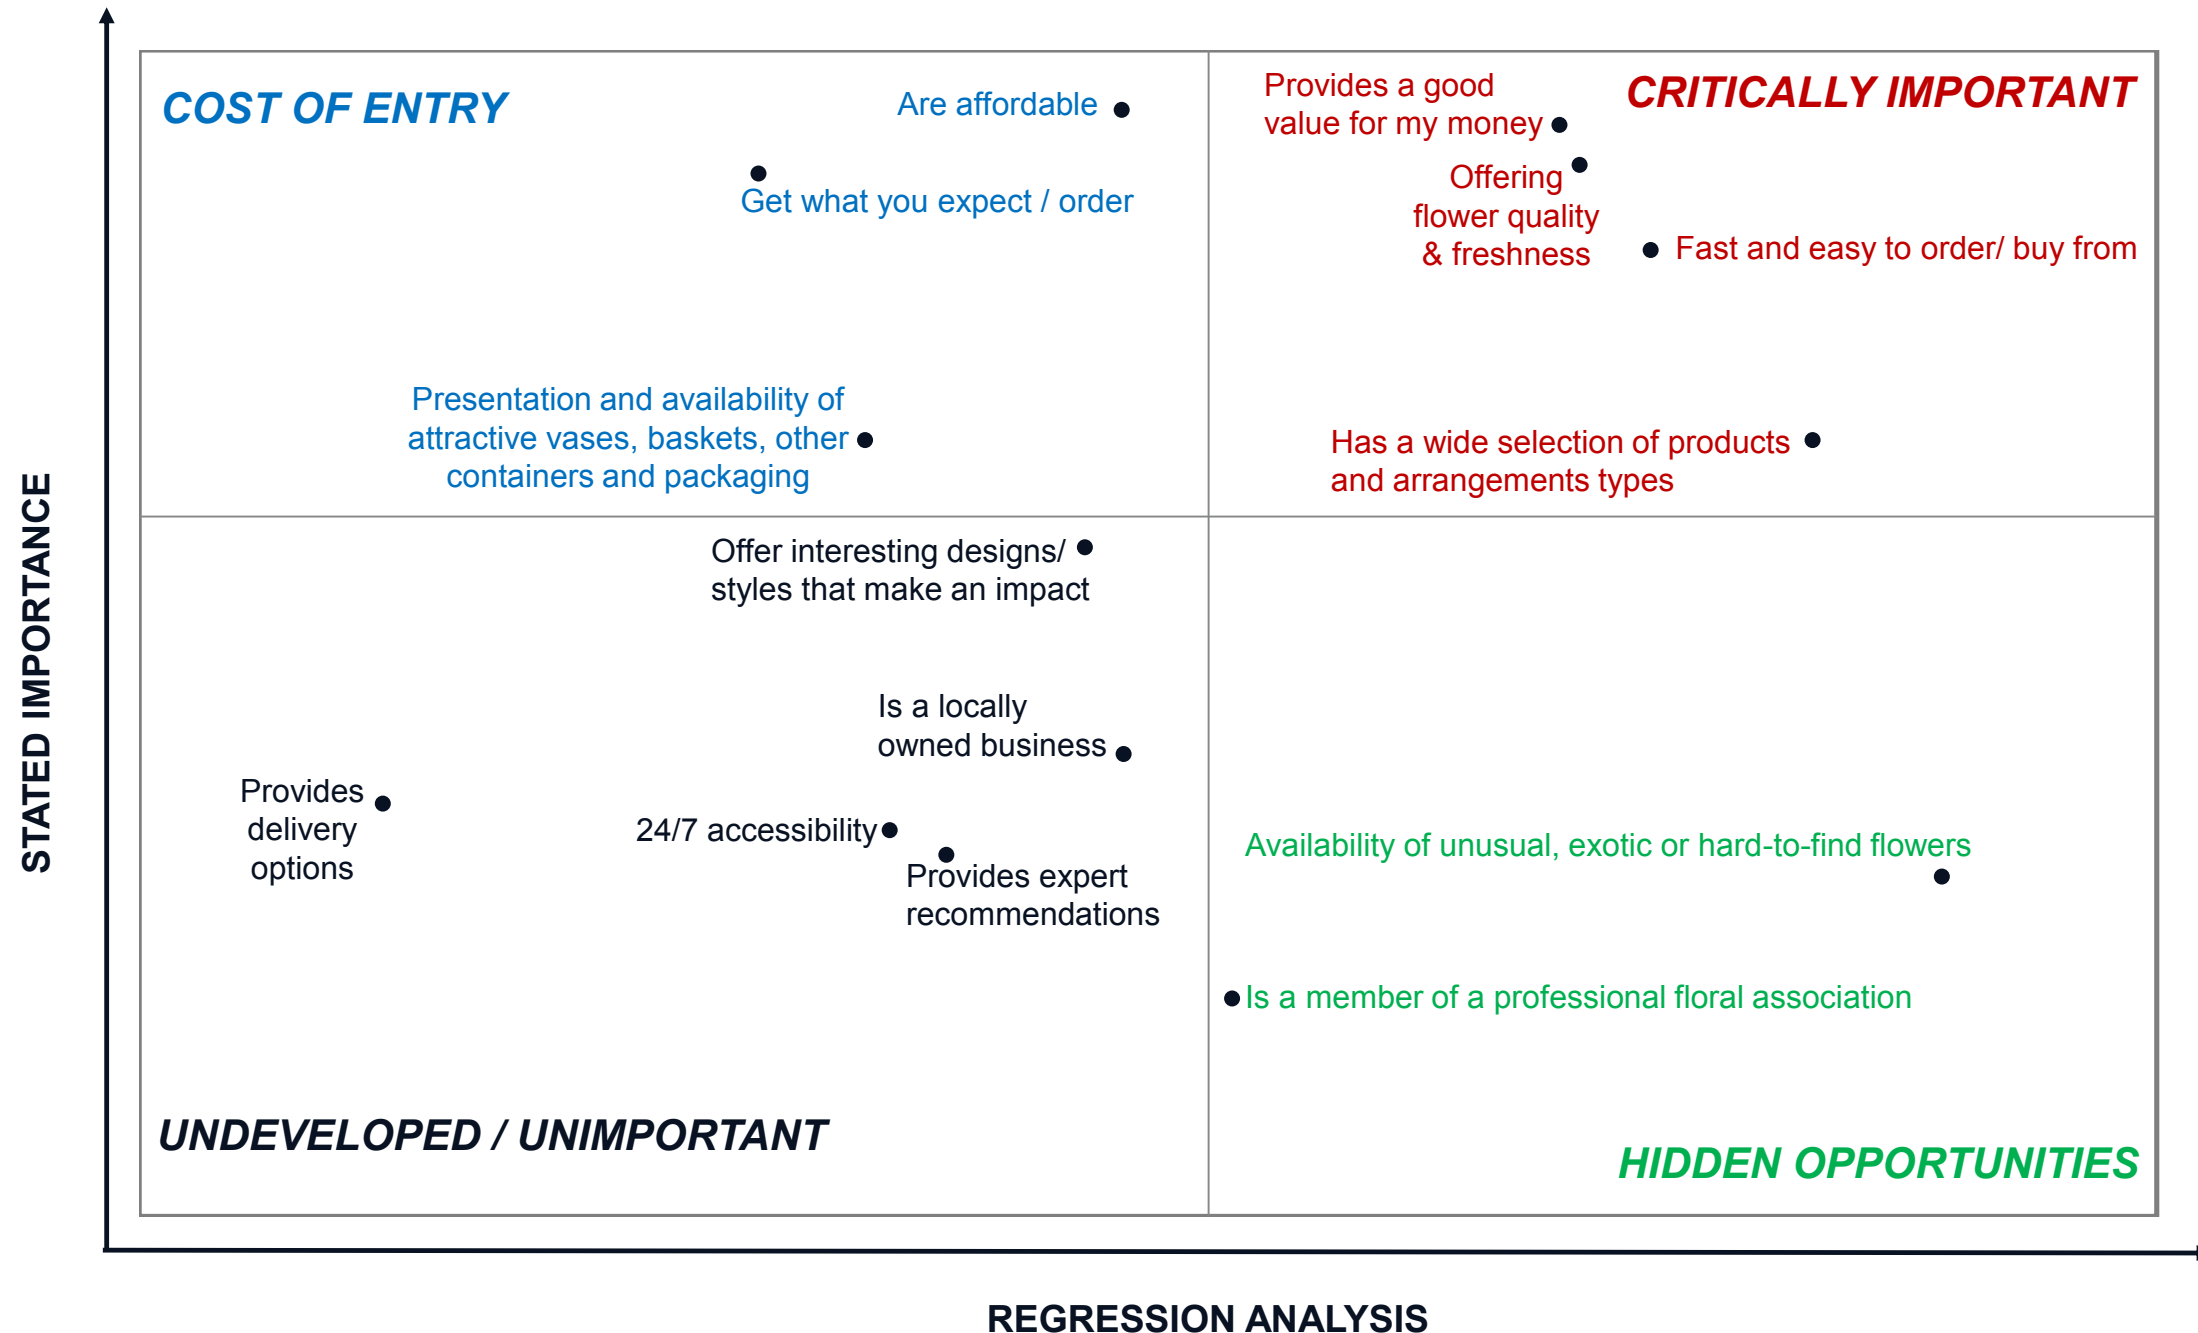 COST OF ENTRY
Are affordable
Get what you expect / order
Presentation and availability of
attractive vases, baskets, other
containers and packaging
CRITICALLY IMPORTANT
Provides a good
value for my money
Offering
flower quality
& freshness
Fast and easy to order/ buy from
Has a wide selection of products
and arrangements types
STATED IMPORTANCE
Offer interesting designs/
styles that make an impact
Is a locally
owned business
Provides
delivery
options
24/7 accessibility
Provides expert
recommendations
UNDEVELOPED / UNIMPORTANT
Availability of unusual, exotic or hard-to-find flowers
Is a member of a professional floral association
HIDDEN OPPORTUNITIES
REGRESSION ANALYSIS